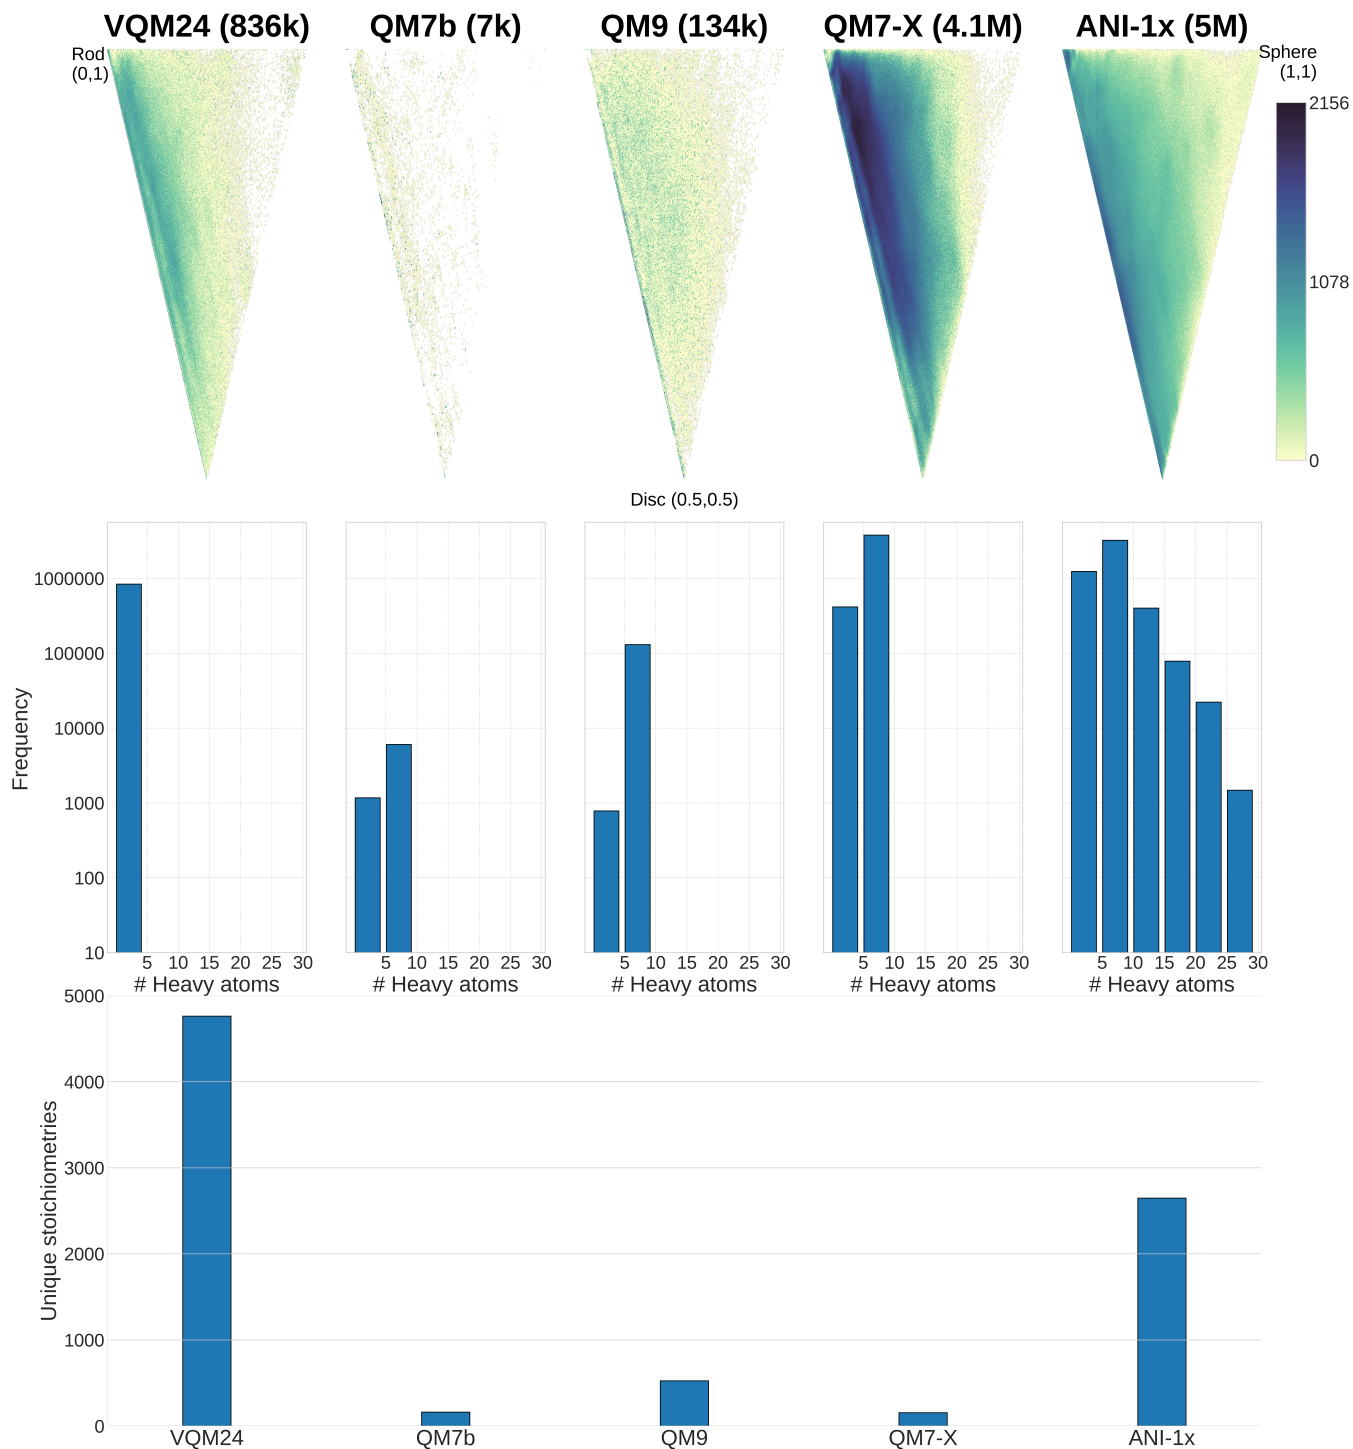 VQM24 (836k) QM7b (7k) QM9 (134k) QM7-X (4.1M) ANI-1x (5M)
Rod
(0,1)
Sphere
(1,1)
2156
1078
0
Disc (0.5,0.5)
Frequency
1000000
100000
10000
1000
100
10
5 10 15 20 25 30 5 10 15 20 25 30 5 10 15 20 25 30 5 10 15 20 25 30 5 10 15 20 25 30
# Heavy atoms # Heavy atoms # Heavy atoms # Heavy atoms # Heavy atoms
Unique stoichiometries
5000
4000
3000
2000
1000
0
VQM24 QM7b QM9 QM7-X ANI-1x